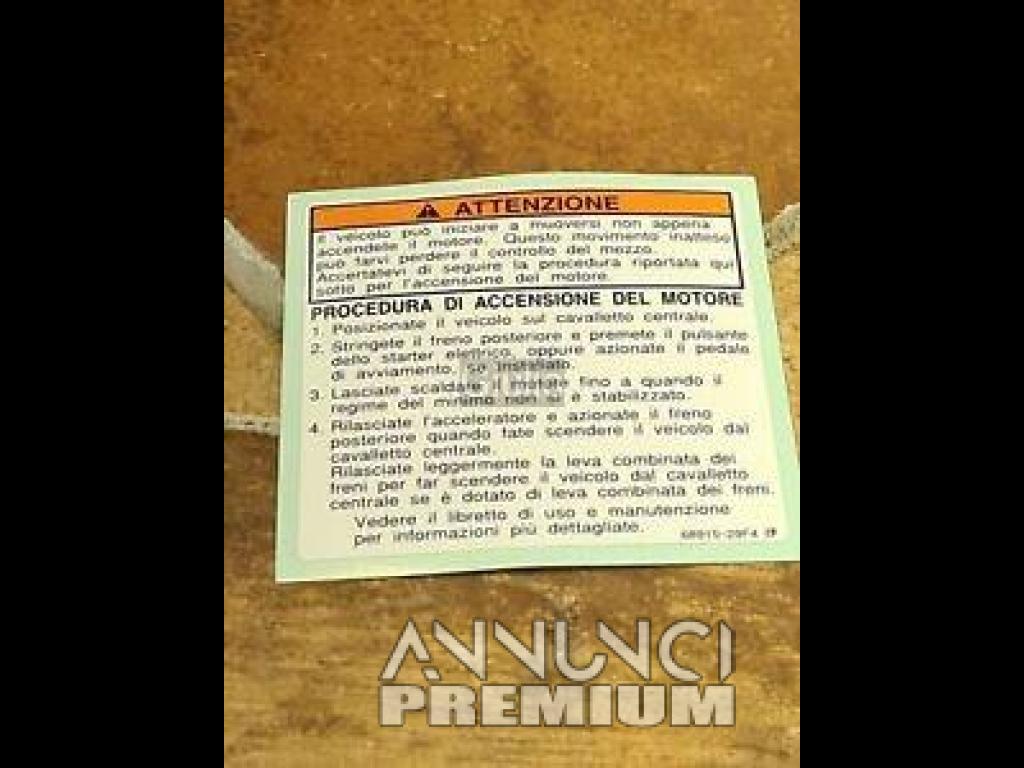 ⚠ ATTENZIONE
Il veicolo può iniziare a muoversi non appena
accendete il motore. Questo movimento inatteso
può farvi perdere il controllo del mezzo.
Accertatevi di seguire la procedura riportata qui
sotto per l'accensione del motore.
PROCEDURA DI ACCENSIONE DEL MOTORE
1. Posizionate il veicolo sul cavalletto centrale.
2. Stringete il freno posteriore e premete il pulsante
dello starter elettrico, oppure azionate il pedale
di avviamento, se installato.
3. Lasciate scaldare il motore fino a quando il
regime del minimo non si è stabilizzato.
4. Rilasciate l'acceleratore e azionate il freno
posteriore quando fate scendere il veicolo dal
cavalletto centrale.
Rilasciate leggermente la leva combinata dei
freni per far scendere il veicolo dal cavalletto
centrale se è dotato di leva combinata dei freni.
Vedere il libretto di uso e manutenzione
per informazioni più dettagliate.
ANNUNCI
PREMIUM